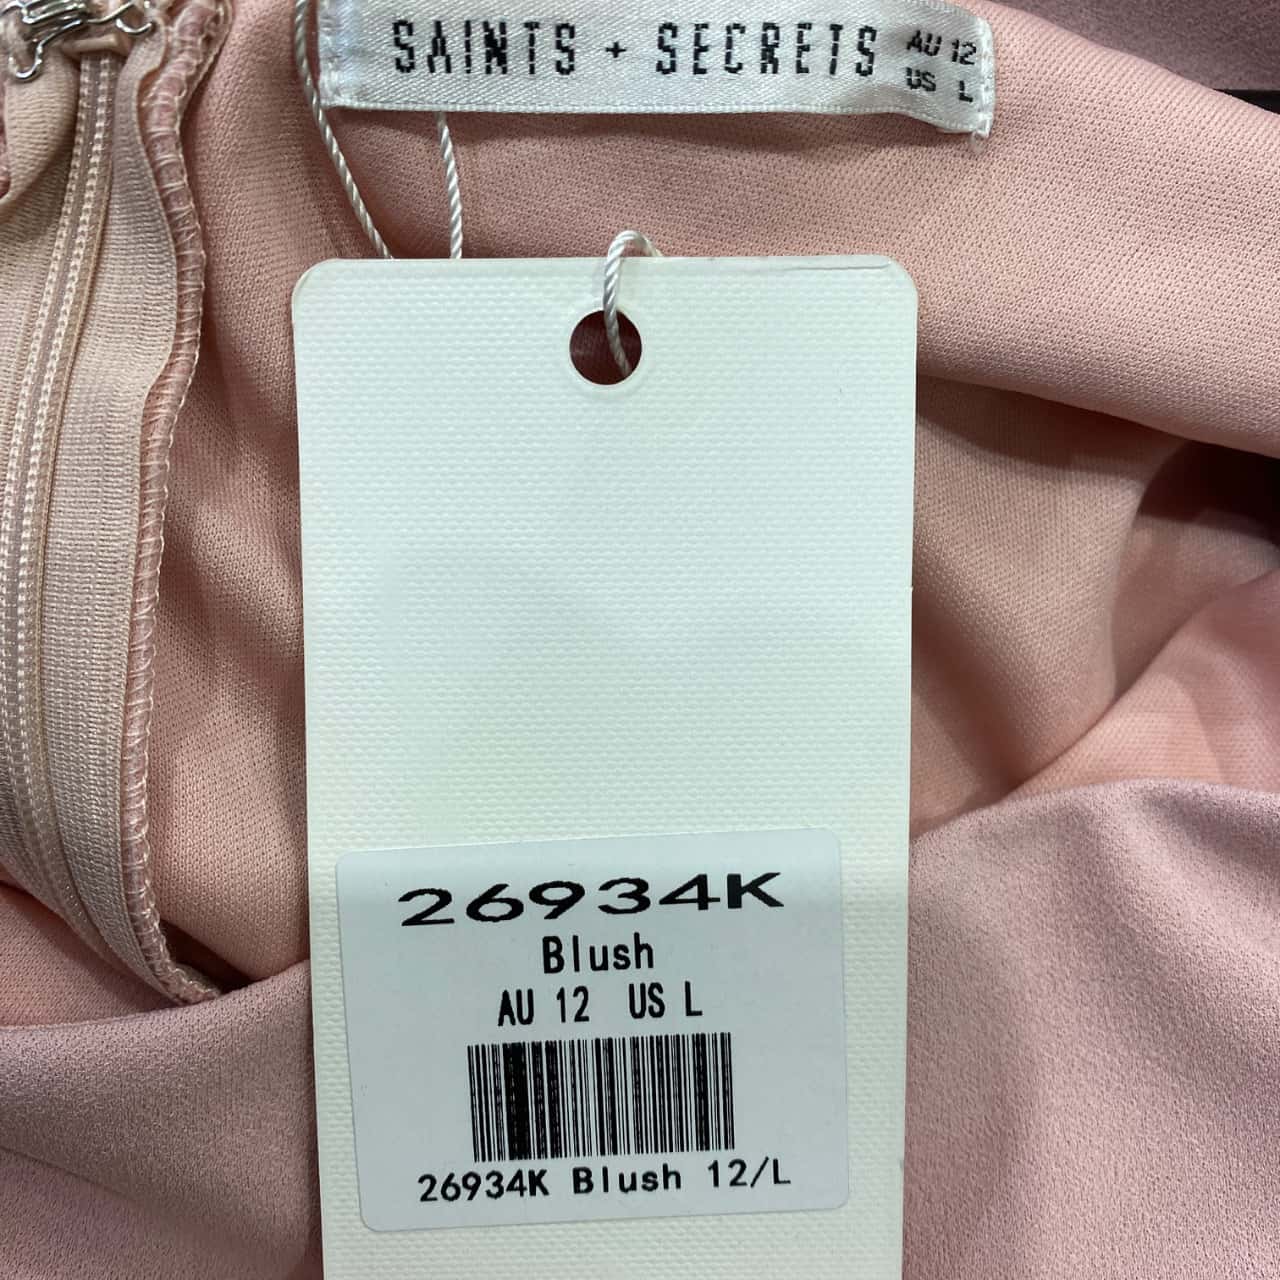 SAINTS + SECRETS
AU 12
US L
26934K
Blush
AU 12 US L
26934K Blush 12/L